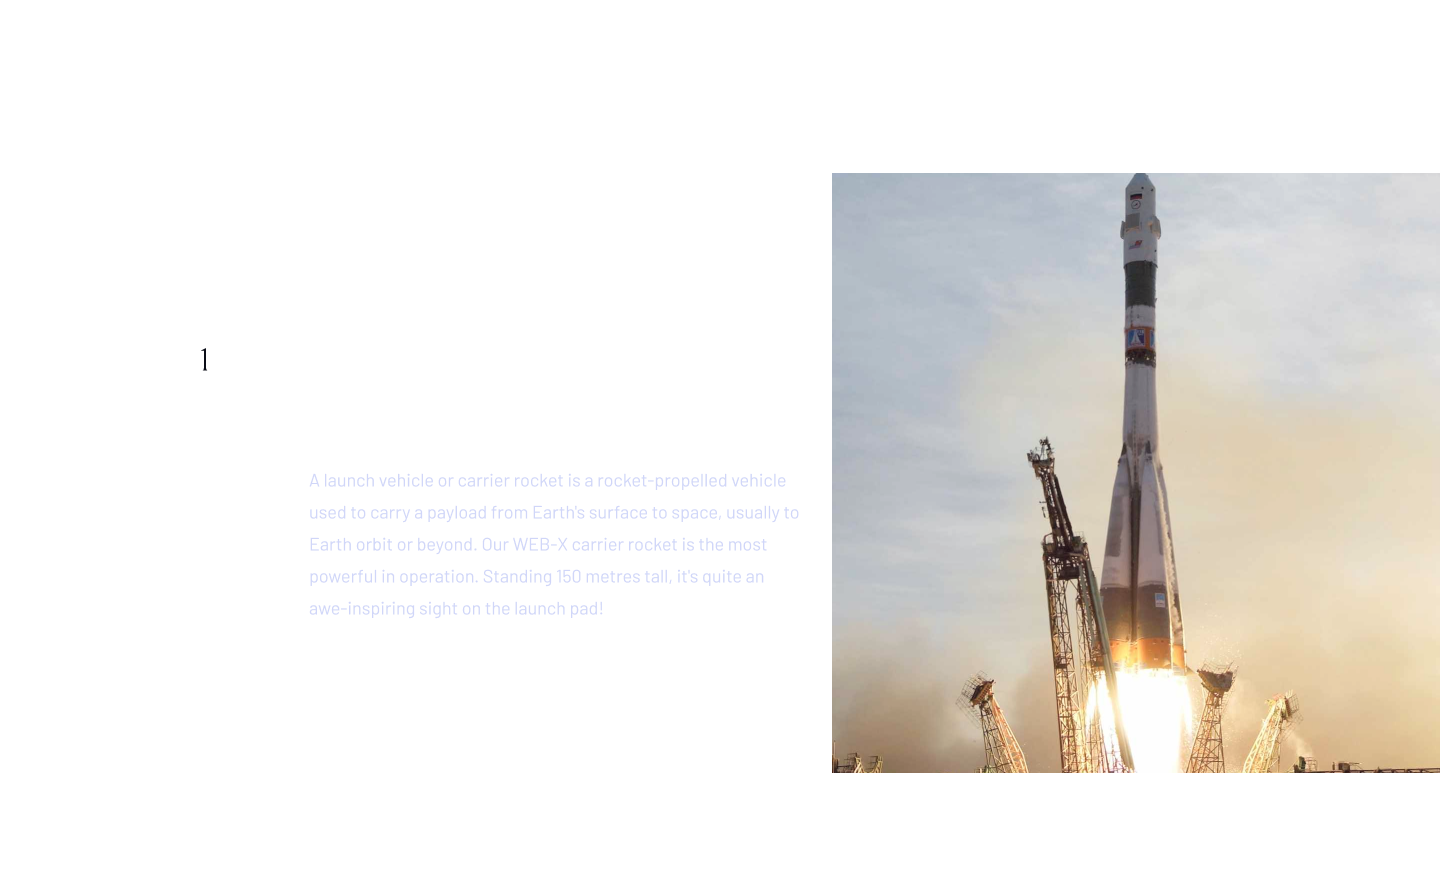 1
A launch vehicle or carrier rocket is a rocket-propelled vehicle
used to carry a payload from Earth's surface to space, usually to
Earth orbit or beyond. Our WEB-X carrier rocket is the most
powerful in operation. Standing 150 metres tall, it's quite an
awe-inspiring sight on the launch pad!